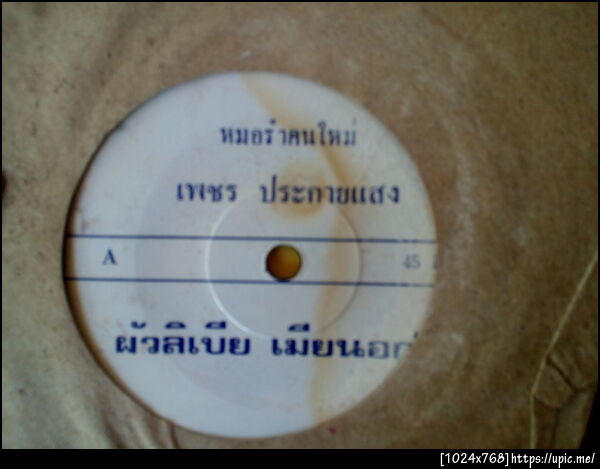 หมอรำคนใหม่
เพชร ประกายแสง
A 45
ผัวลิเบีย เมียนอก
[1024x768]https://upic.me/